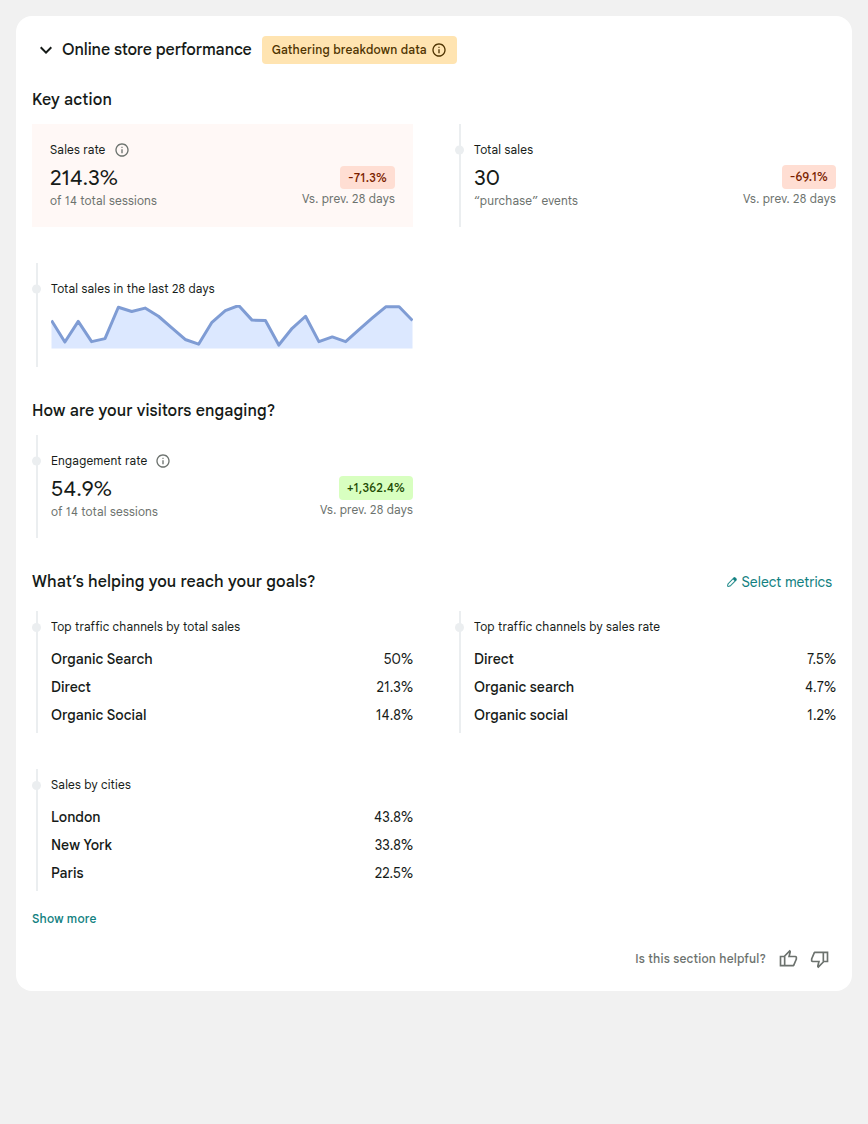 Online store performance
Gathering breakdown data
Key action
Sales rate
214.3%
of 14 total sessions
-71.3%
Vs. prev. 28 days
Total sales
30
“purchase” events
-69.1%
Vs. prev. 28 days
Total sales in the last 28 days
How are your visitors engaging?
Engagement rate
54.9%
of 14 total sessions
+1,362.4%
Vs. prev. 28 days
What’s helping you reach your goals?
Select metrics
Top traffic channels by total sales
Organic Search 50%
Direct 21.3%
Organic Social 14.8%
Top traffic channels by sales rate
Direct 7.5%
Organic search 4.7%
Organic social 1.2%
Sales by cities
London 43.8%
New York 33.8%
Paris 22.5%
Show more
Is this section helpful?